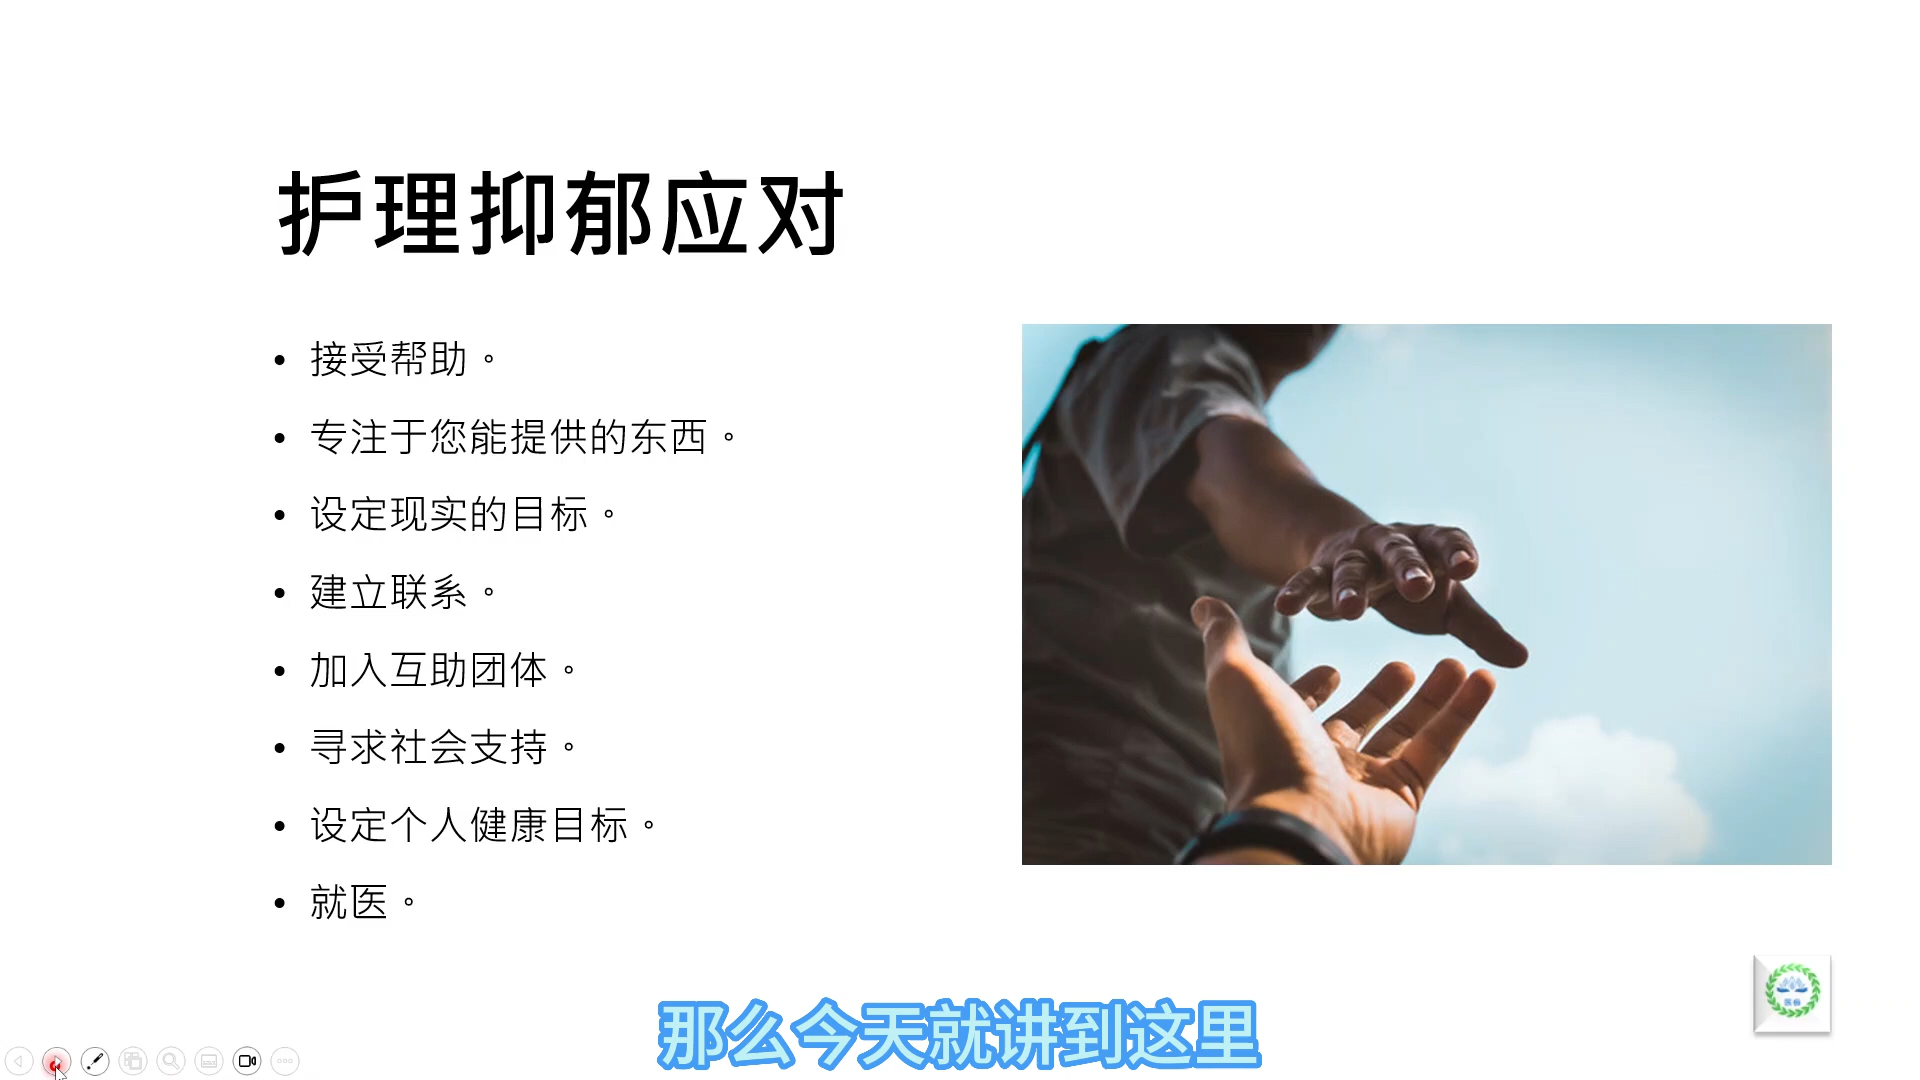 护理抑郁应对
• 接受帮助。
• 专注于您能提供的东西。
• 设定现实的目标。
• 建立联系。
• 加入互助团体。
• 寻求社会支持。
• 设定个人健康目标。
• 就医。
那么今天就讲到这里